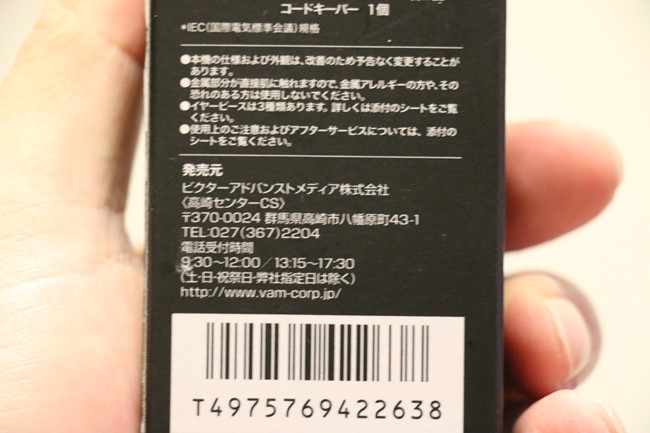 コードキーパー 1個
*IEC(国際電気標準会議)規格
●本機の仕様および外観は、改善のため予告なく変更することが
あります。
●金属部分が直接肌に触れますので、金属アレルギーの方や、その
恐れのある方は使用しないでください。
●イヤーピースは3種類あります。詳しくは添付のシートをご覧
ください。
●使用上のご注意およびアフターサービスについては、添付の
シートをご覧ください。
発売元
ビクターアドバンストメディア株式会社
〈高崎センターCS〉
〒370-0024 群馬県高崎市八幡原町43-1
TEL:027(367)2204
電話受付時間
9:30~12:00/13:15~17:30
(土・日・祝祭日・弊社指定日は除く)
http://www.vam-corp.jp/
T4975769422638